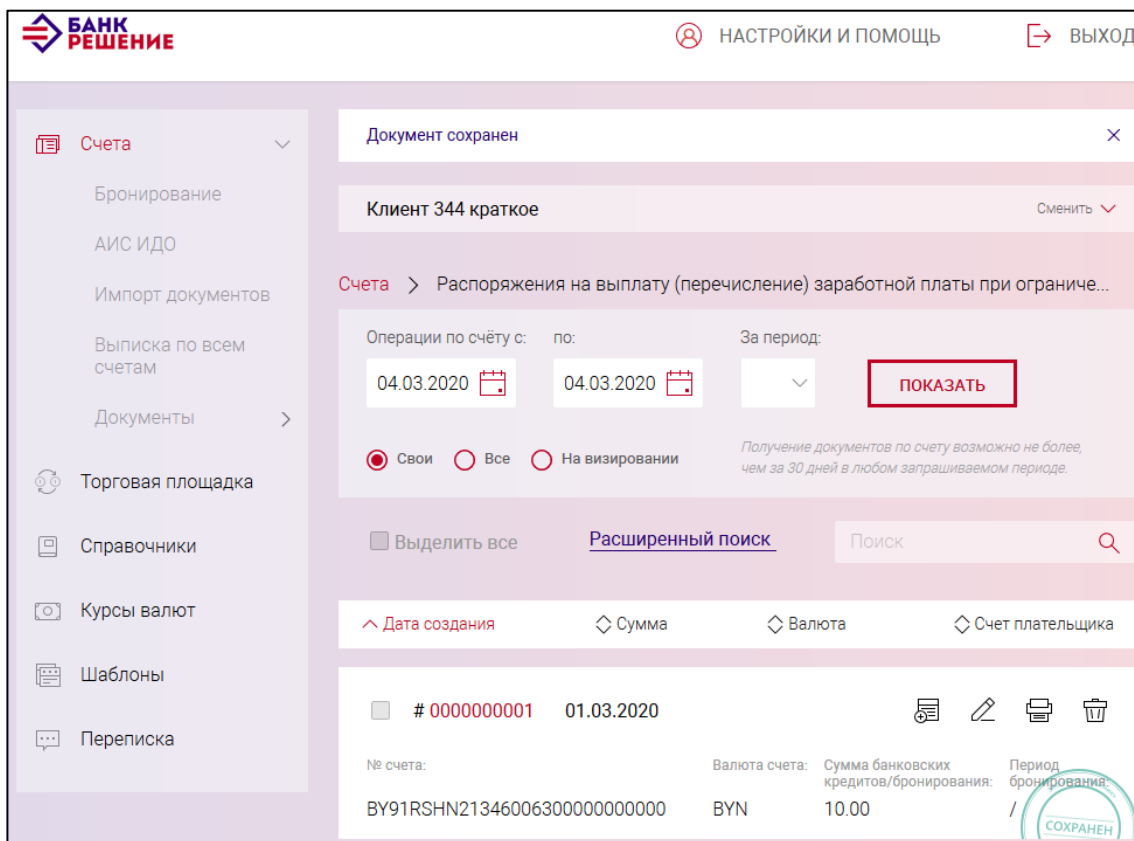 БАНК
РЕШЕНИЕ
НАСТРОЙКИ И ПОМОЩЬ
ВЫХОД
Счета
Бронирование
АИС ИДО
Импорт документов
Выписка по всем
счетам
Документы
Торговая площадка
Справочники
Курсы валют
Шаблоны
Переписка
Документ сохранен
Клиент 344 краткое
Сменить
Счета > Распоряжения на выплату (перечисление) заработной платы при ограниче...
Операции по счёту с: по: За период:
04.03.2020 04.03.2020 ПОКАЗАТЬ
Свои Все На визировании
Получение документов по счету возможно не более,
чем за 30 дней в любом запрашиваемом периоде.
Выделить все Расширенный поиск Поиск
Дата создания Сумма Валюта Счет плательщика
# 0000000001 01.03.2020
№ счета: Валюта счета: Сумма банковских
кредитов/бронирования: Период
бронирования:
BY91RSHN21346006300000000000 BYN 10.00 /
СОХРАНЕН